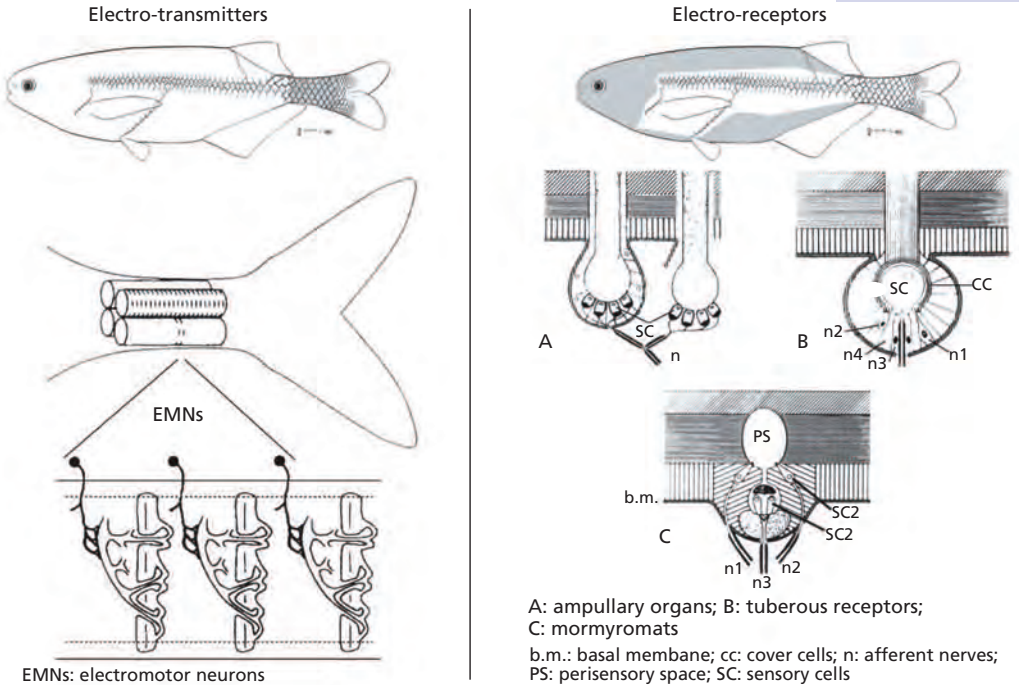 Electro-transmitters
EMNs
EMNs: electromotor neurons
Electro-receptors
SC
A
n
SC
CC
B
n2
n4
n3
n1
PS
b.m.
SC2
SC2
C
n1
n3
n2
A: ampullary organs; B: tuberous receptors;
C: mormyromats
b.m.: basal membane; cc: cover cells; n: afferent nerves;
PS: perisensory space; SC: sensory cells